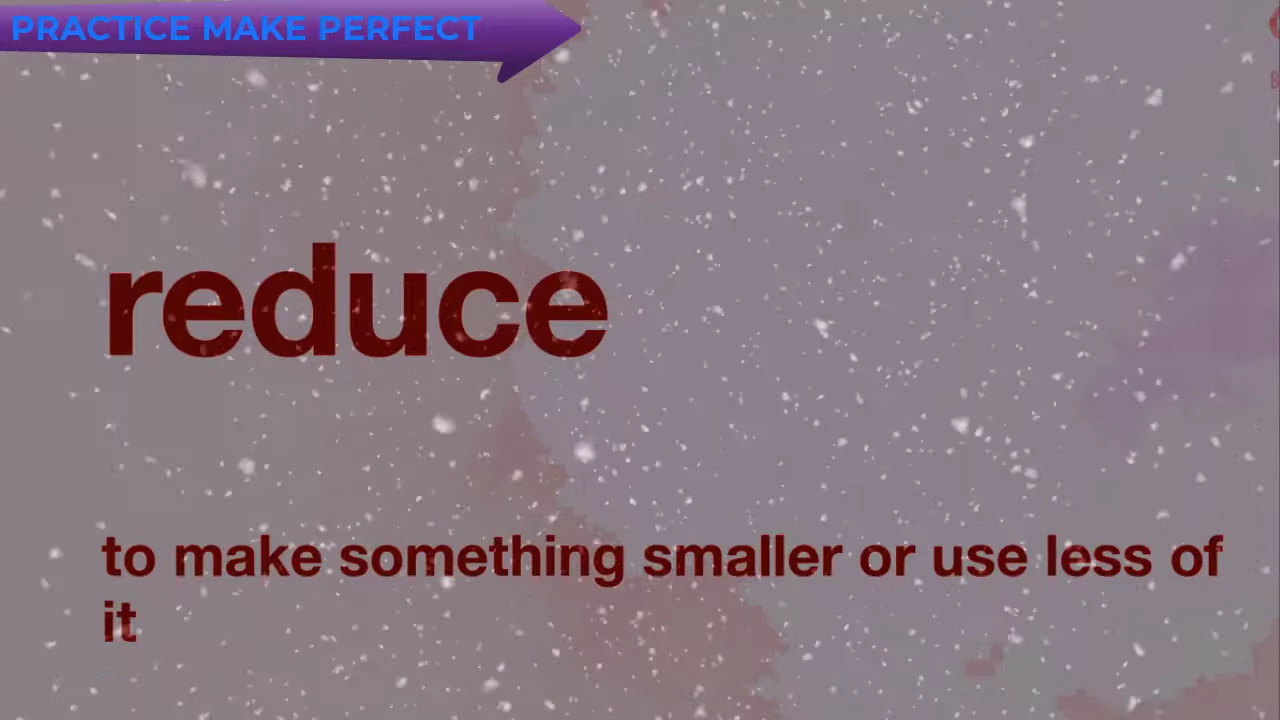 PRACTICE MAKE PERFECT
reduce
to make something smaller or use less of
it